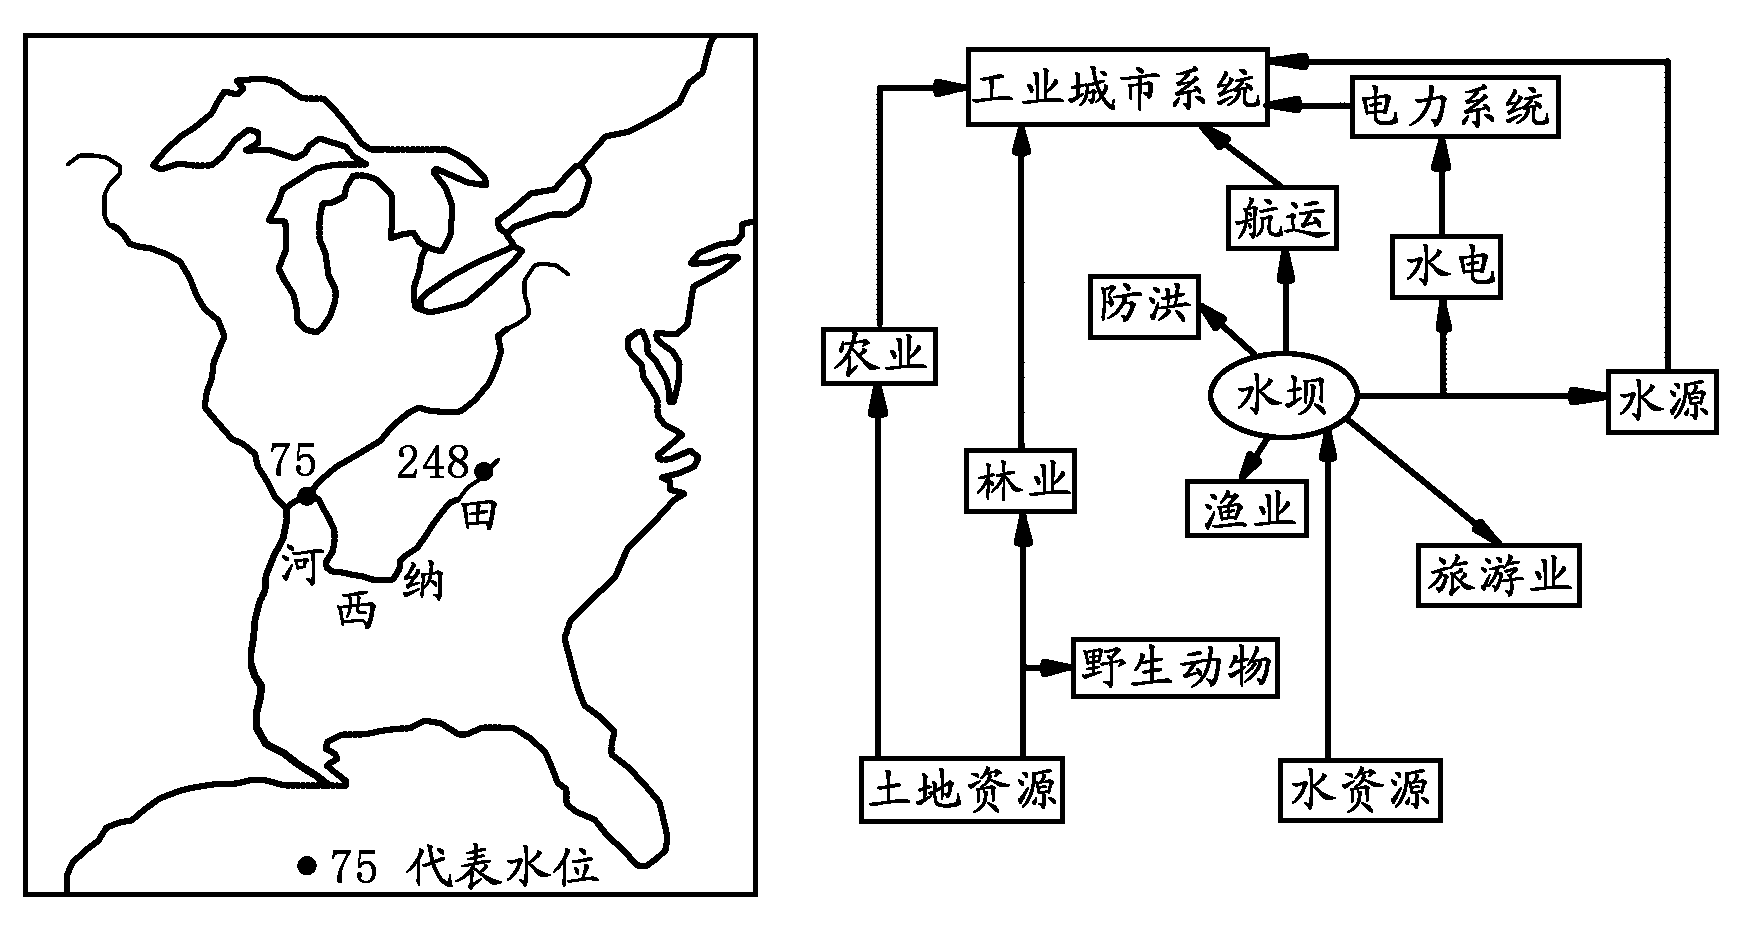 75
248
田
纳
西
河
75 代表水位
工业城市系统
电力系统
航运
水电
防洪
农业
水坝
水源
林业
渔业
旅游业
野生动物
土地资源
水资源